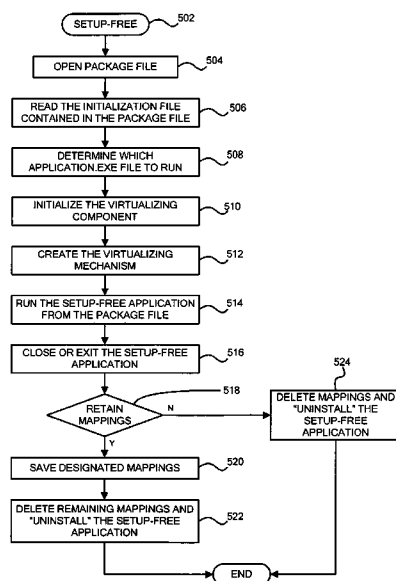 SETUP-FREE
502
OPEN PACKAGE FILE
504
READ THE INITIALIZATION FILE
CONTAINED IN THE PACKAGE FILE
506
DETERMINE WHICH
APPLICATION.EXE FILE TO RUN
508
INITIALIZE THE VIRTUALIZING
COMPONENT
510
CREATE THE VIRTUALIZING
MECHANISM
512
RUN THE SETUP-FREE APPLICATION
FROM THE PACKAGE FILE
514
CLOSE OR EXIT THE SETUP-FREE
APPLICATION
516
518
RETAIN
MAPPINGS
N
Y
524
DELETE MAPPINGS AND
"UNINSTALL" THE
SETUP-FREE
APPLICATION
SAVE DESIGNATED MAPPINGS
520
DELETE REMAINING MAPPINGS AND
"UNINSTALL" THE SETUP-FREE
APPLICATION
522
END